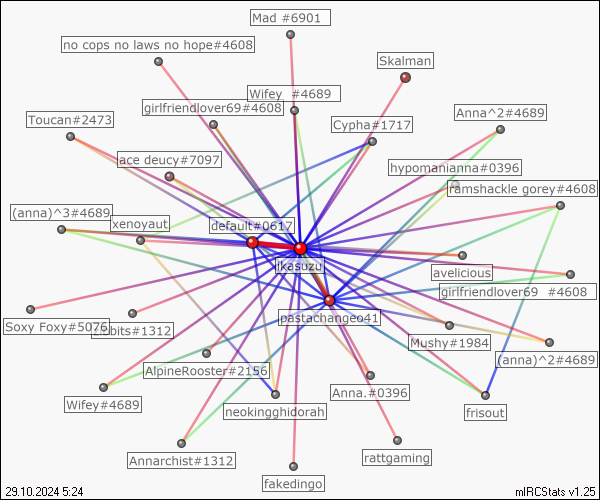 Mad #6901
no cops no laws no hope#4608
Skalman
Wifey #4689
girlfriendlover69#4608
Anna^2#4689
Toucan#2473
Cypha#1717
ace deucy#7097
hypomanianna#0396
ramshackle gorey#4608
(anna)^3#4689
xenoyaut
default#0617
ikasuzu
avelicious
girlfriendlover69 #4608
pastachangeo41
Soxy Foxy#5076
bits#1312
Mushy#1984
(anna)^2#4689
AlpineRooster#2156
Anna.#0396
Wifey#4689
neokingghidorah
frisout
Annarchist#1312
rattgaming
fakedingo
29.10.2024 5:24
mIRCStats v1.25